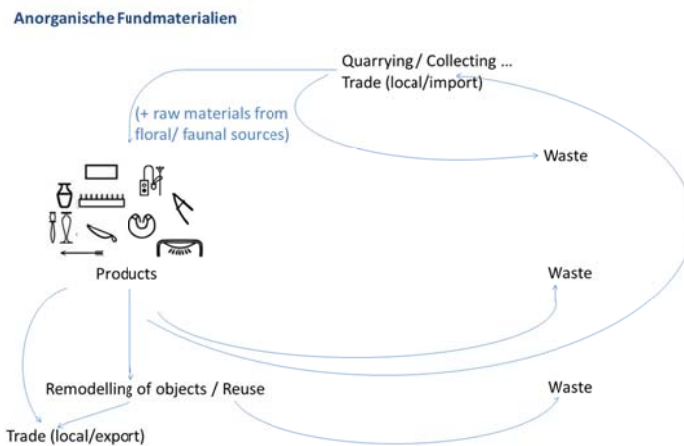 Anorganische Fundmaterialien
Quarrying / Collecting ...
Trade (local/import)
(+ raw materials from
floral/ faunal sources)
Waste
Products
Waste
Remodelling of objects / Reuse
Waste
Trade (local/export)